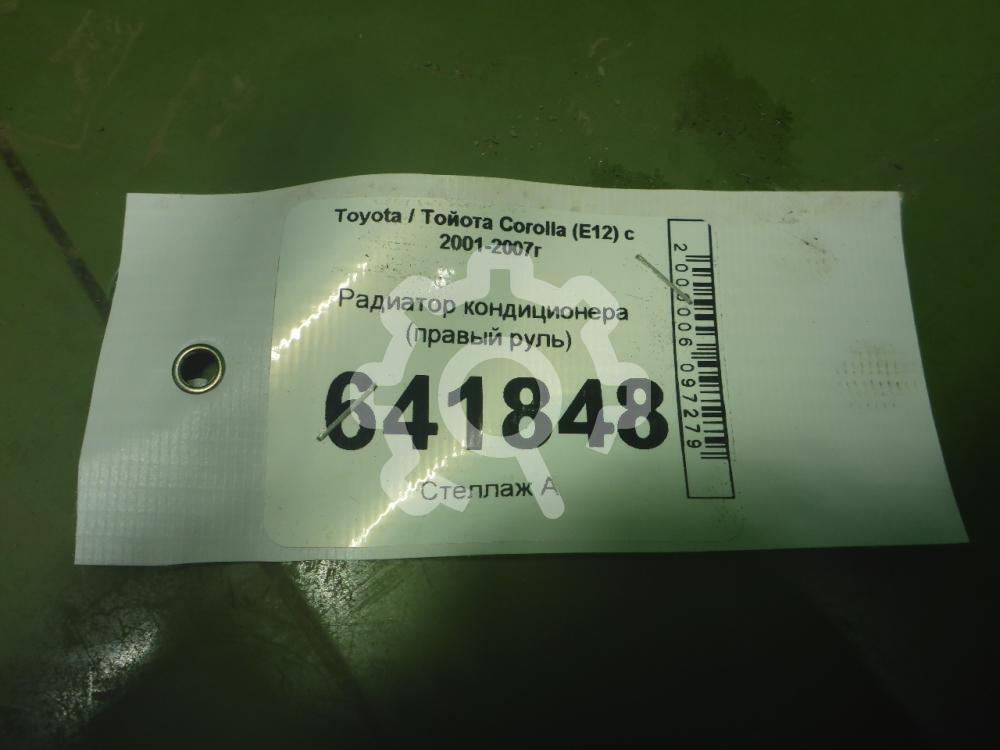 Toyota / Тойота Corolla (E12) с
2001-2007г
Радиатор кондиционера
(правый руль)
641848
Стеллаж А
2000006097279